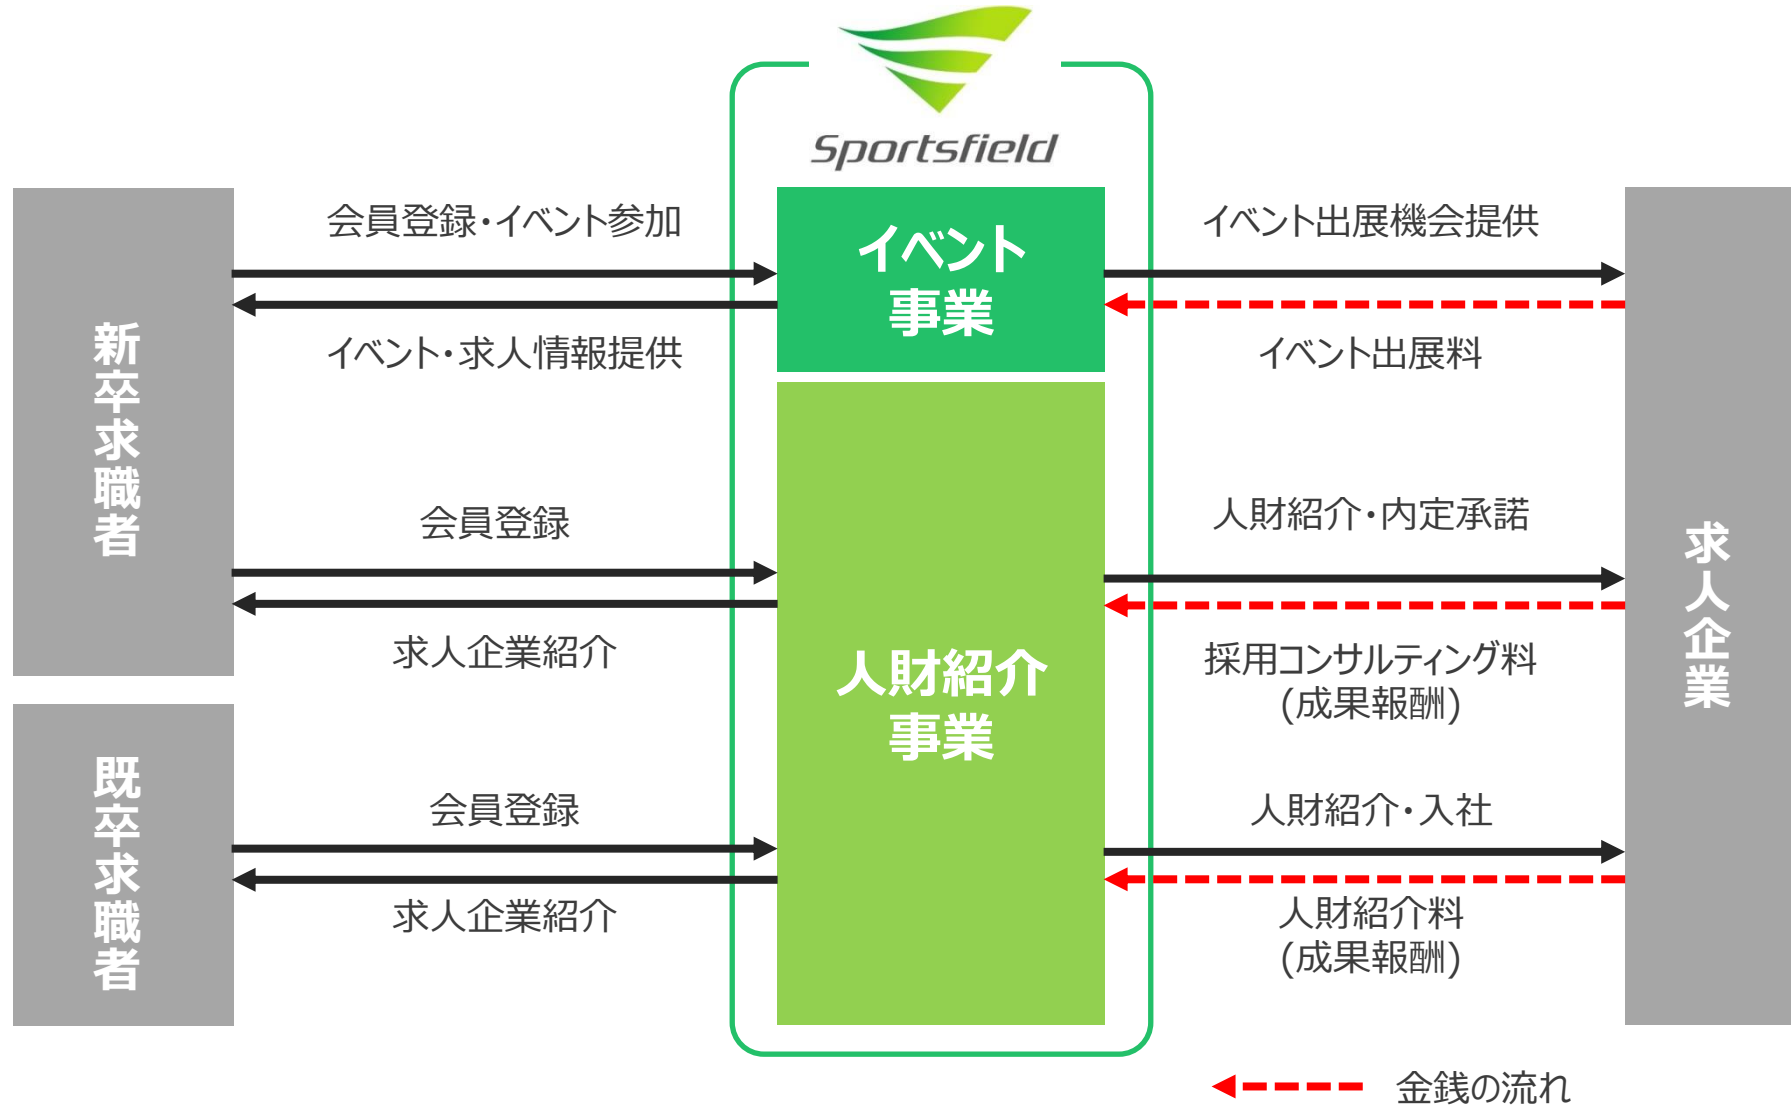 Sportsfield
新卒求職者
会員登録・イベント参加
イベント・求人情報提供
会員登録
求人企業紹介
既卒求職者
会員登録
求人企業紹介
イベント
事業
人財紹介
事業
イベント出展機会提供
イベント出展料
人財紹介・内定承諾
採用コンサルティング料
(成果報酬)
人財紹介・入社
人財紹介料
(成果報酬)
求人企業
金銭の流れ